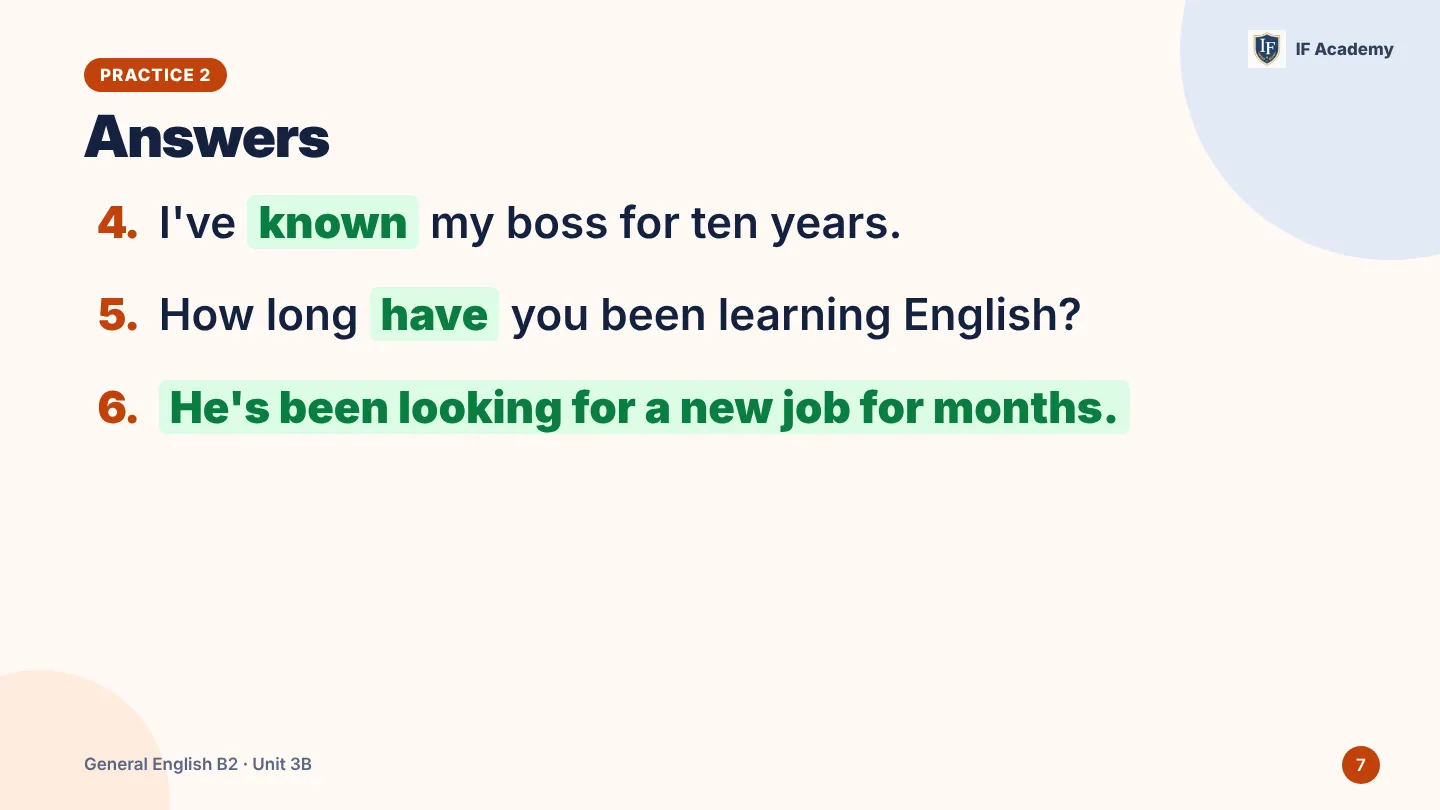 IF
IF Academy
PRACTICE 2
Answers
4. I've known my boss for ten years.
5. How long have you been learning English?
6. He's been looking for a new job for months.
General English B2 · Unit 3B
7